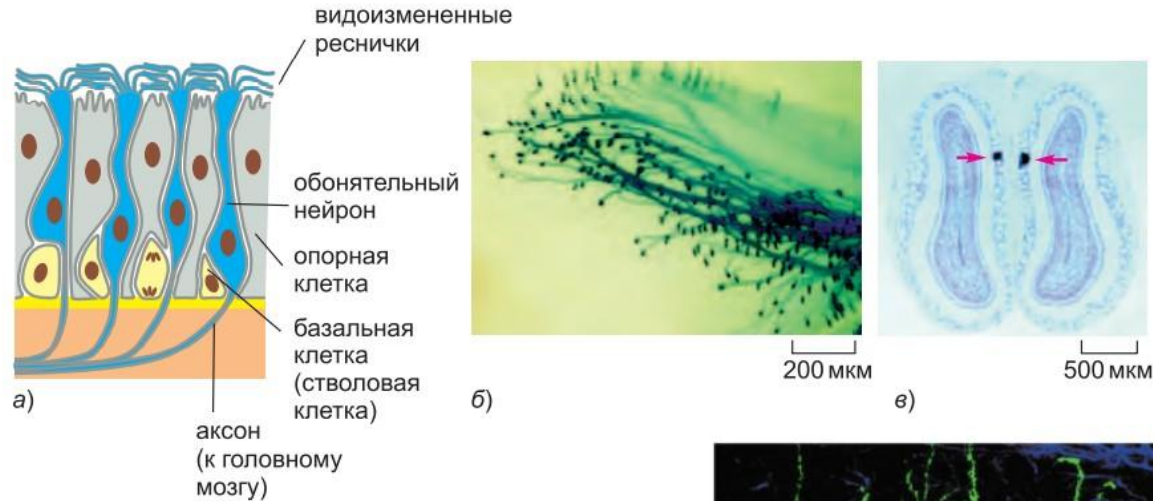 видоизмененные
реснички
обонятельный
нейрон
опорная
клетка
базальная
клетка
(стволовая
клетка)
аксон
(к головному
мозгу)
а)
200 мкм
б)
500 мкм
в)